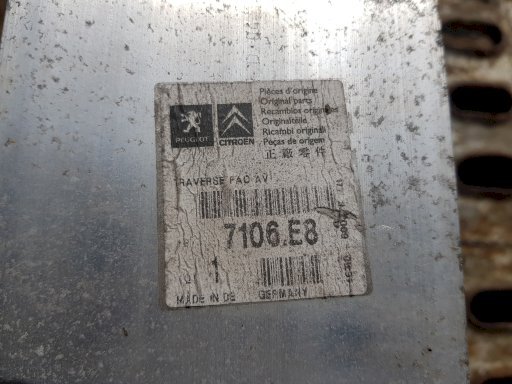 PEUGEOT
CITROËN
Pièces d'origine
Original parts
Recambios originales
Originalteile
Ricambi originali
Peças de origem
正廠零件
TRAVERSE FAC AV
7106.E8
1
MADE IN DE GERMANY